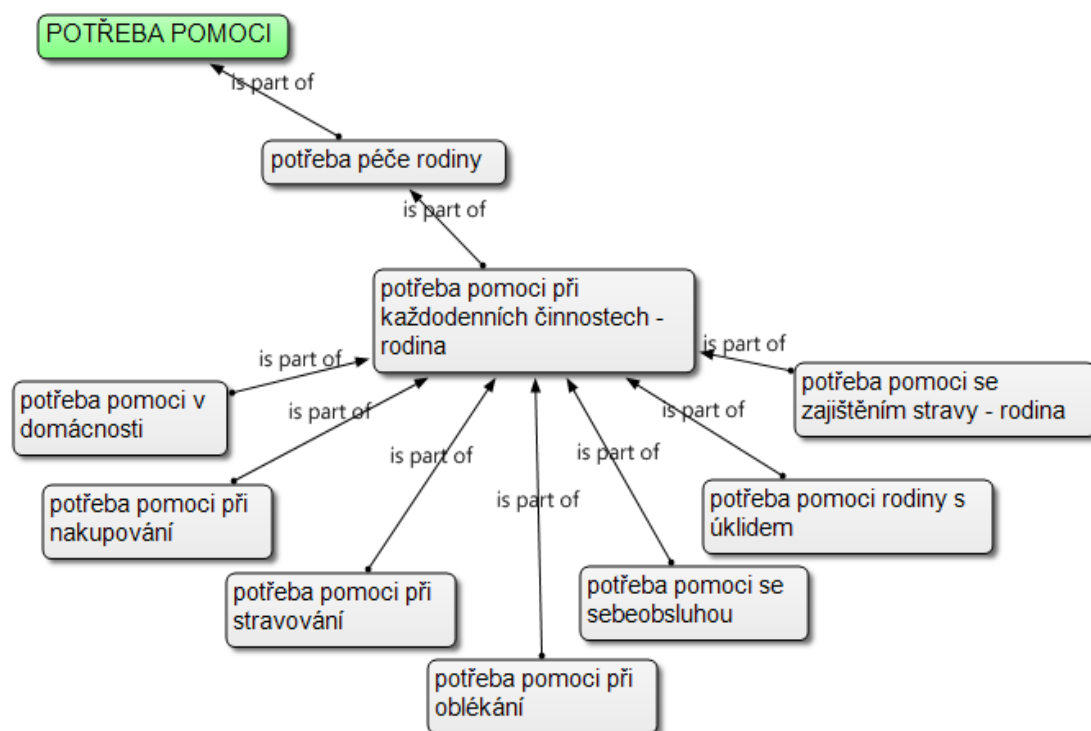 POTŘEBA POMOCI
is part of
potřeba péče rodiny
is part of
potřeba pomoci při
každodenních činnostech -
rodina
is part of
is part of
potřeba pomoci v
domácnosti
potřeba pomoci se
zajištěním stravy - rodina
is part of
is part of
is part of
is part of
is part of
potřeba pomoci při
nakupování
potřeba pomoci rodiny s
úklidem
potřeba pomoci při
stravování
potřeba pomoci se
sebeobsluhou
potřeba pomoci při
oblékání